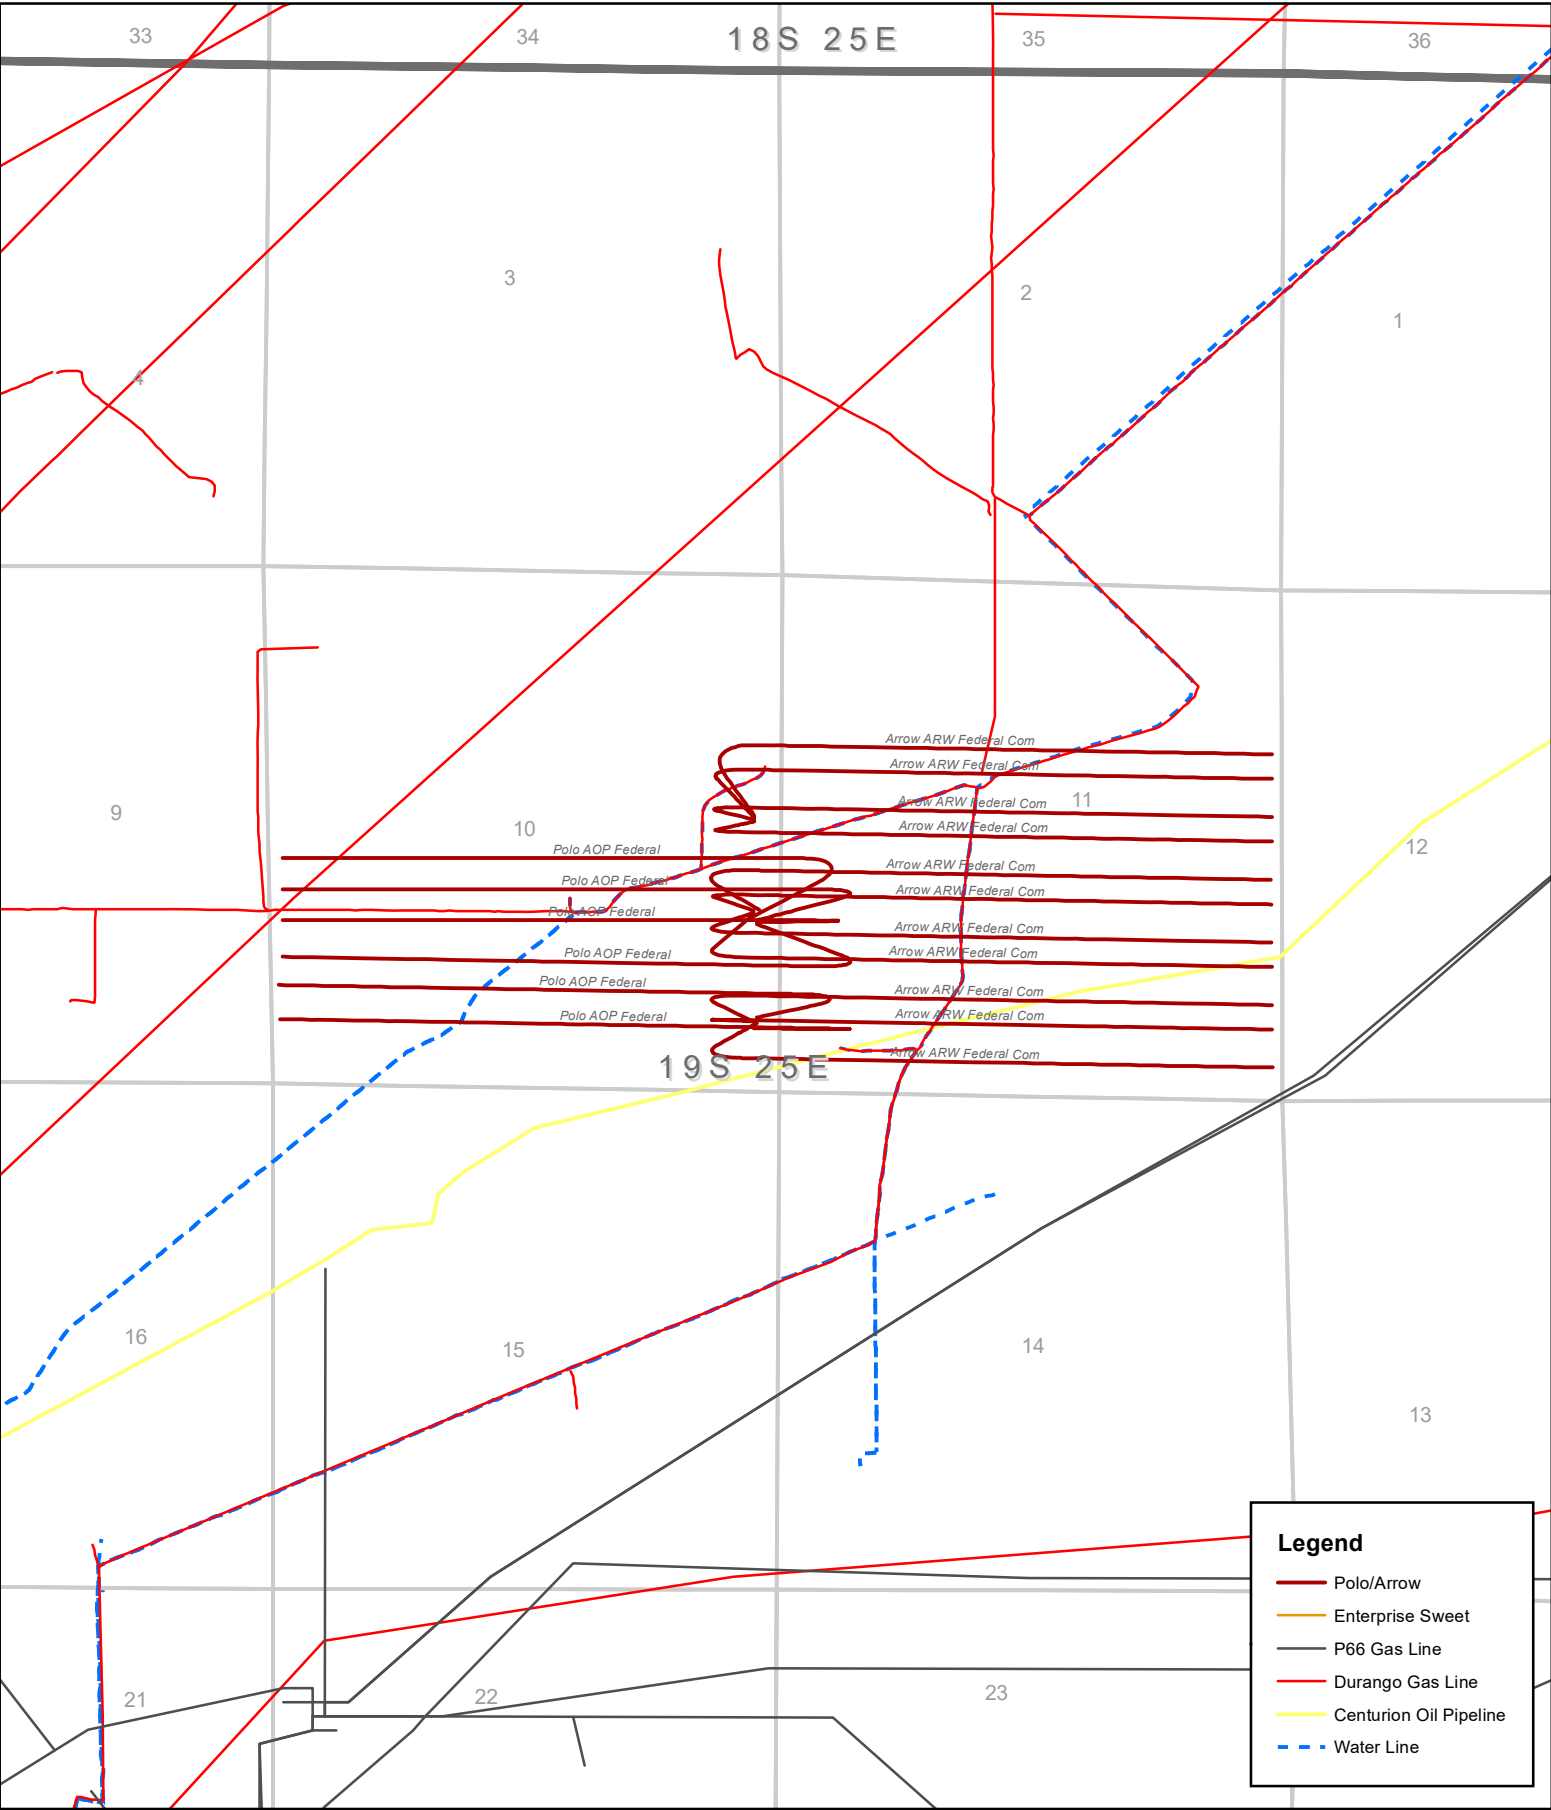 33
34
18S 25E
35
36
3
2
1
4
Arrow ARW Federal Com
Arrow ARW Federal Com
Arrow ARW Federal Com
11
9
10
Arrow ARW Federal Com
12
Polo AOP Federal
Arrow ARW Federal Com
Polo AOP Federal
Arrow ARW Federal Com
Polo AOP Federal
Arrow ARW Federal Com
Polo AOP Federal
Arrow ARW Federal Com
Polo AOP Federal
Arrow ARW Federal Com
Polo AOP Federal
Arrow ARW Federal Com
Arrow ARW Federal Com
19S 25E
16
15
14
13
21
22
23
Legend
Polo/Arrow
Enterprise Sweet
P66 Gas Line
Durango Gas Line
Centurion Oil Pipeline
Water Line